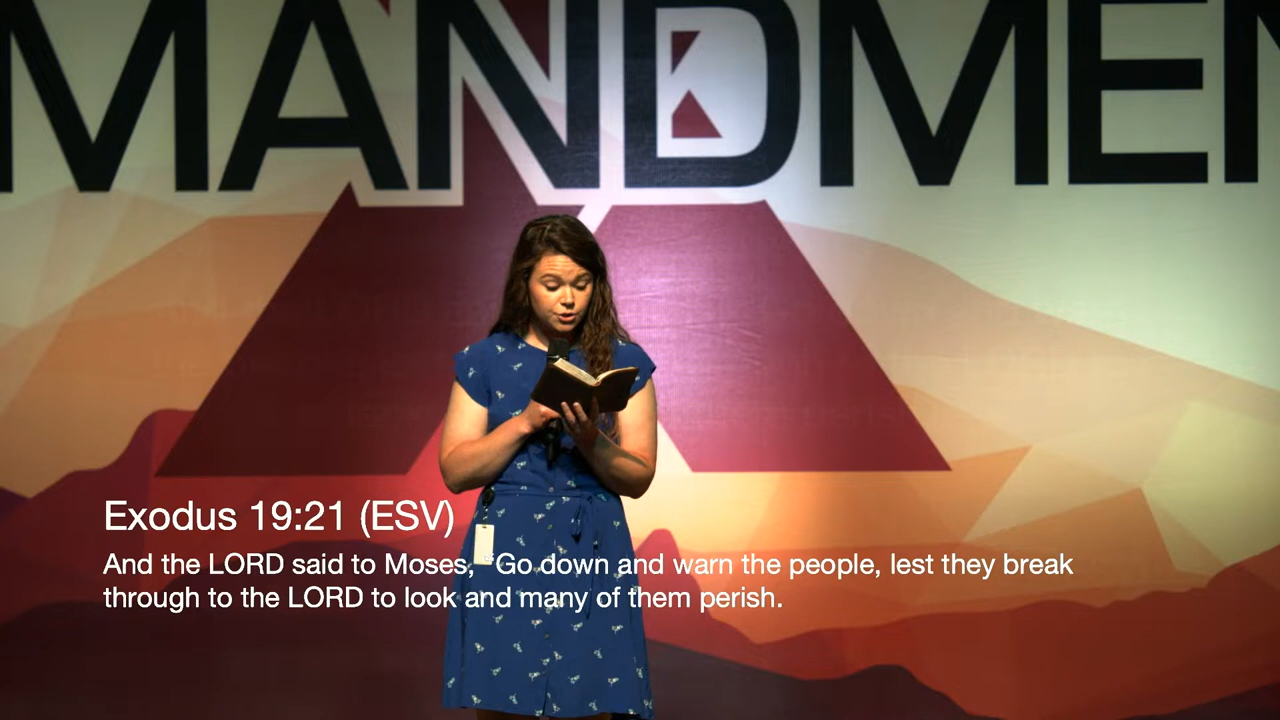 MANDMEN
Exodus 19:21 (ESV)
And the LORD said to Moses, “Go down and warn the people, lest they break
through to the LORD to look and many of them perish.